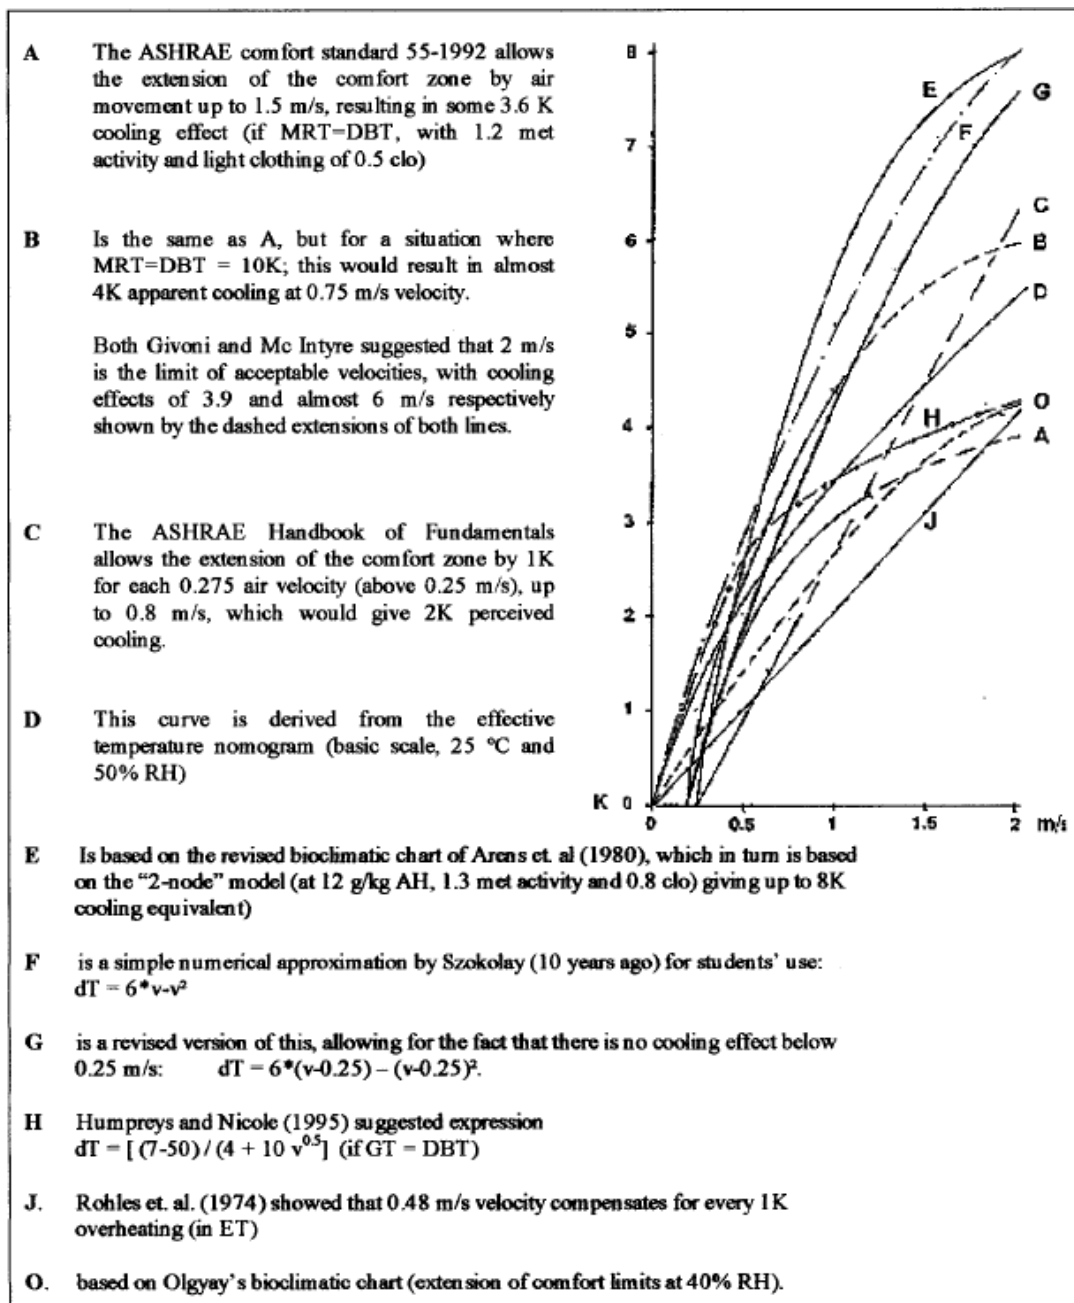 A The ASHRAE comfort standard 55-1992 allows
the extension of the comfort zone by air
movement up to 1.5 m/s, resulting in some 3.6 K
cooling effect (if MRT=DBT, with 1.2 met
activity and light clothing of 0.5 clo)
B Is the same as A, but for a situation where
MRT=DBT = 10K; this would result in almost
4K apparent cooling at 0.75 m/s velocity.
Both Givoni and Mc Intyre suggested that 2 m/s
is the limit of acceptable velocities, with cooling
effects of 3.9 and almost 6 m/s respectively
shown by the dashed extensions of both lines.
C The ASHRAE Handbook of Fundamentals
allows the extension of the comfort zone by 1K
for each 0.275 air velocity (above 0.25 m/s), up
to 0.8 m/s, which would give 2K perceived
cooling.
D This curve is derived from the effective
temperature nomogram (basic scale, 25 ºC and
50% RH)
8
7
6
5
4
3
2
1
K 0
0 0.5 1 1.5 2 m/s
E
F
G
C
B
D
H
O
A
J
E Is based on the revised bioclimatic chart of Arens et. al (1980), which in turn is based
on the “2-node” model (at 12 g/kg AH, 1.3 met activity and 0.8 clo) giving up to 8K
cooling equivalent)
F is a simple numerical approximation by Szokolay (10 years ago) for students’ use:
dT = 6*v-v²
G is a revised version of this, allowing for the fact that there is no cooling effect below
0.25 m/s: dT = 6*(v-0.25) – (v-0.25)².
H Humpreys and Nicole (1995) suggested expression
dT = [ (7-50) / (4 + 10 v^0.5] (if GT = DBT)
J. Rohles et. al. (1974) showed that 0.48 m/s velocity compensates for every 1K
overheating (in ET)
O. based on Olgyay’s bioclimatic chart (extension of comfort limits at 40% RH).